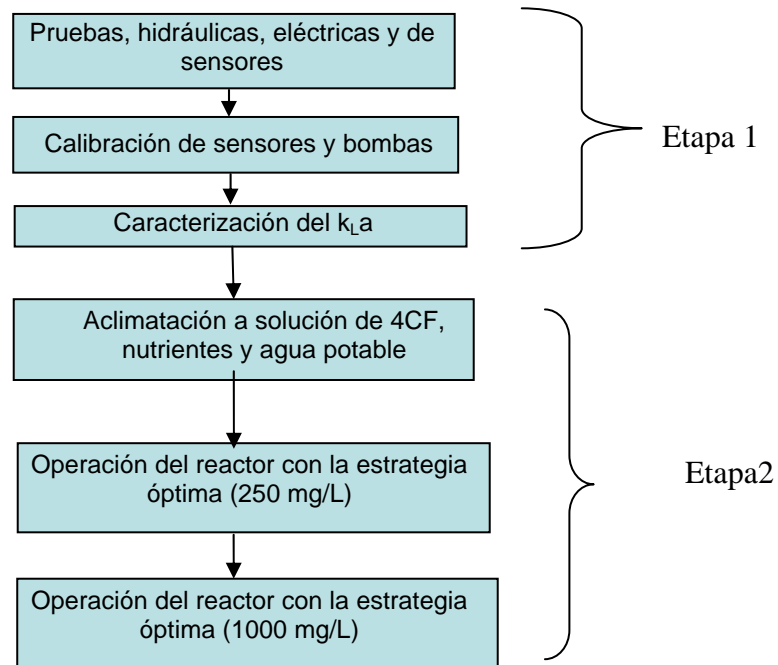 Pruebas, hidráulicas, eléctricas y de
sensores
Calibración de sensores y bombas
Etapa 1
Caracterización del kLa
Aclimatación a solución de 4CF,
nutrientes y agua potable
Operación del reactor con la estrategia
óptima (250 mg/L)
Etapa2
Operación del reactor con la estrategia
óptima (1000 mg/L)